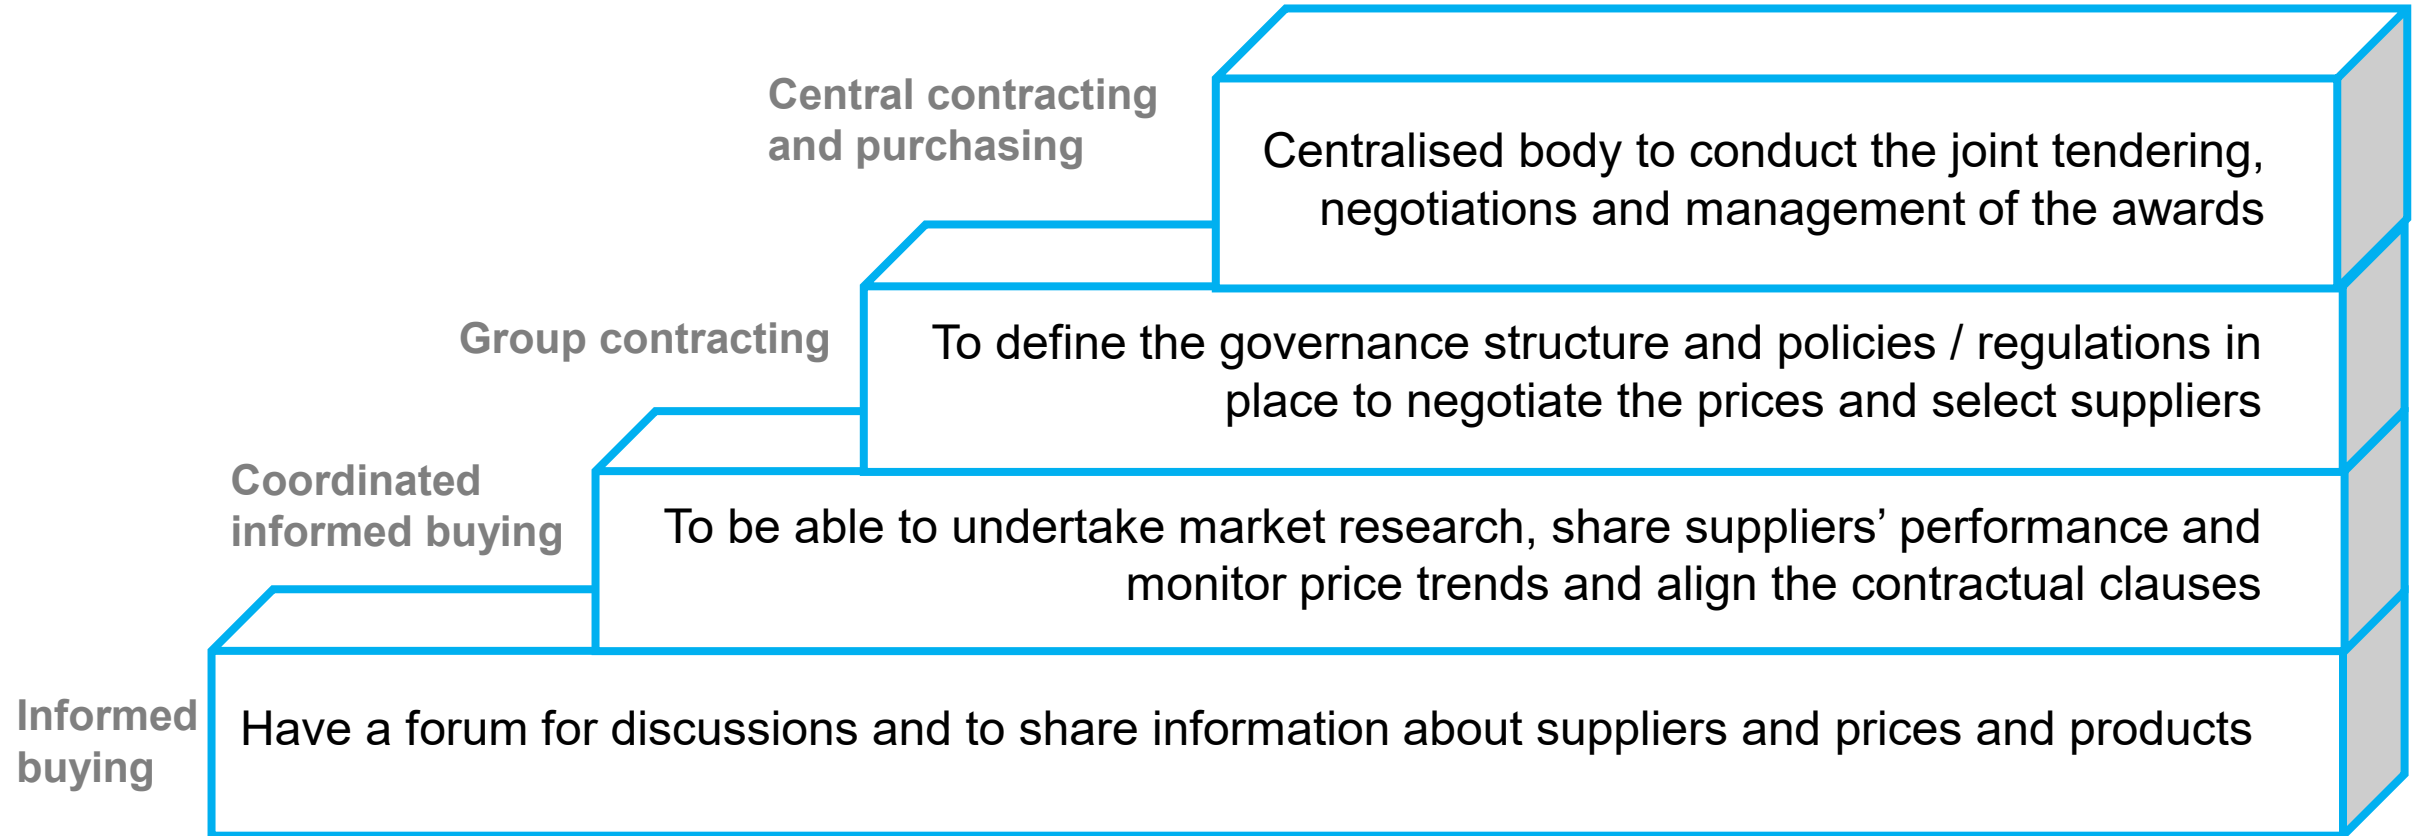 Central contracting
and purchasing
Centralised body to conduct the joint tendering,
negotiations and management of the awards
Group contracting
To define the governance structure and policies / regulations in
place to negotiate the prices and select suppliers
Coordinated
informed buying
To be able to undertake market research, share suppliers’ performance and
monitor price trends and align the contractual clauses
Informed
buying
Have a forum for discussions and to share information about suppliers and prices and products